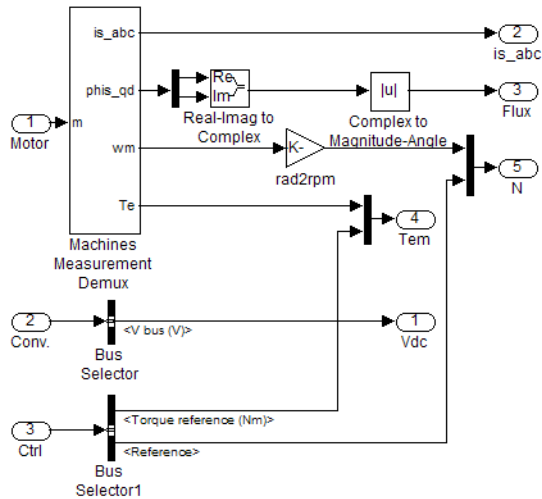 is_abc
2
is_abc
phis_qd
Re
Im
|u|
3
Flux
Real-Imag to
Complex
Complex to
Magnitude-Angle
1
Motor
m
wm
K-
rad2rpm
5
N
Te
4
Tem
Machines
Measurement
Demux
2
Conv.
<V bus (V)>
1
Vdc
Bus
Selector
3
Ctrl
<Torque reference (Nm)>
<Reference>
Bus
Selector1